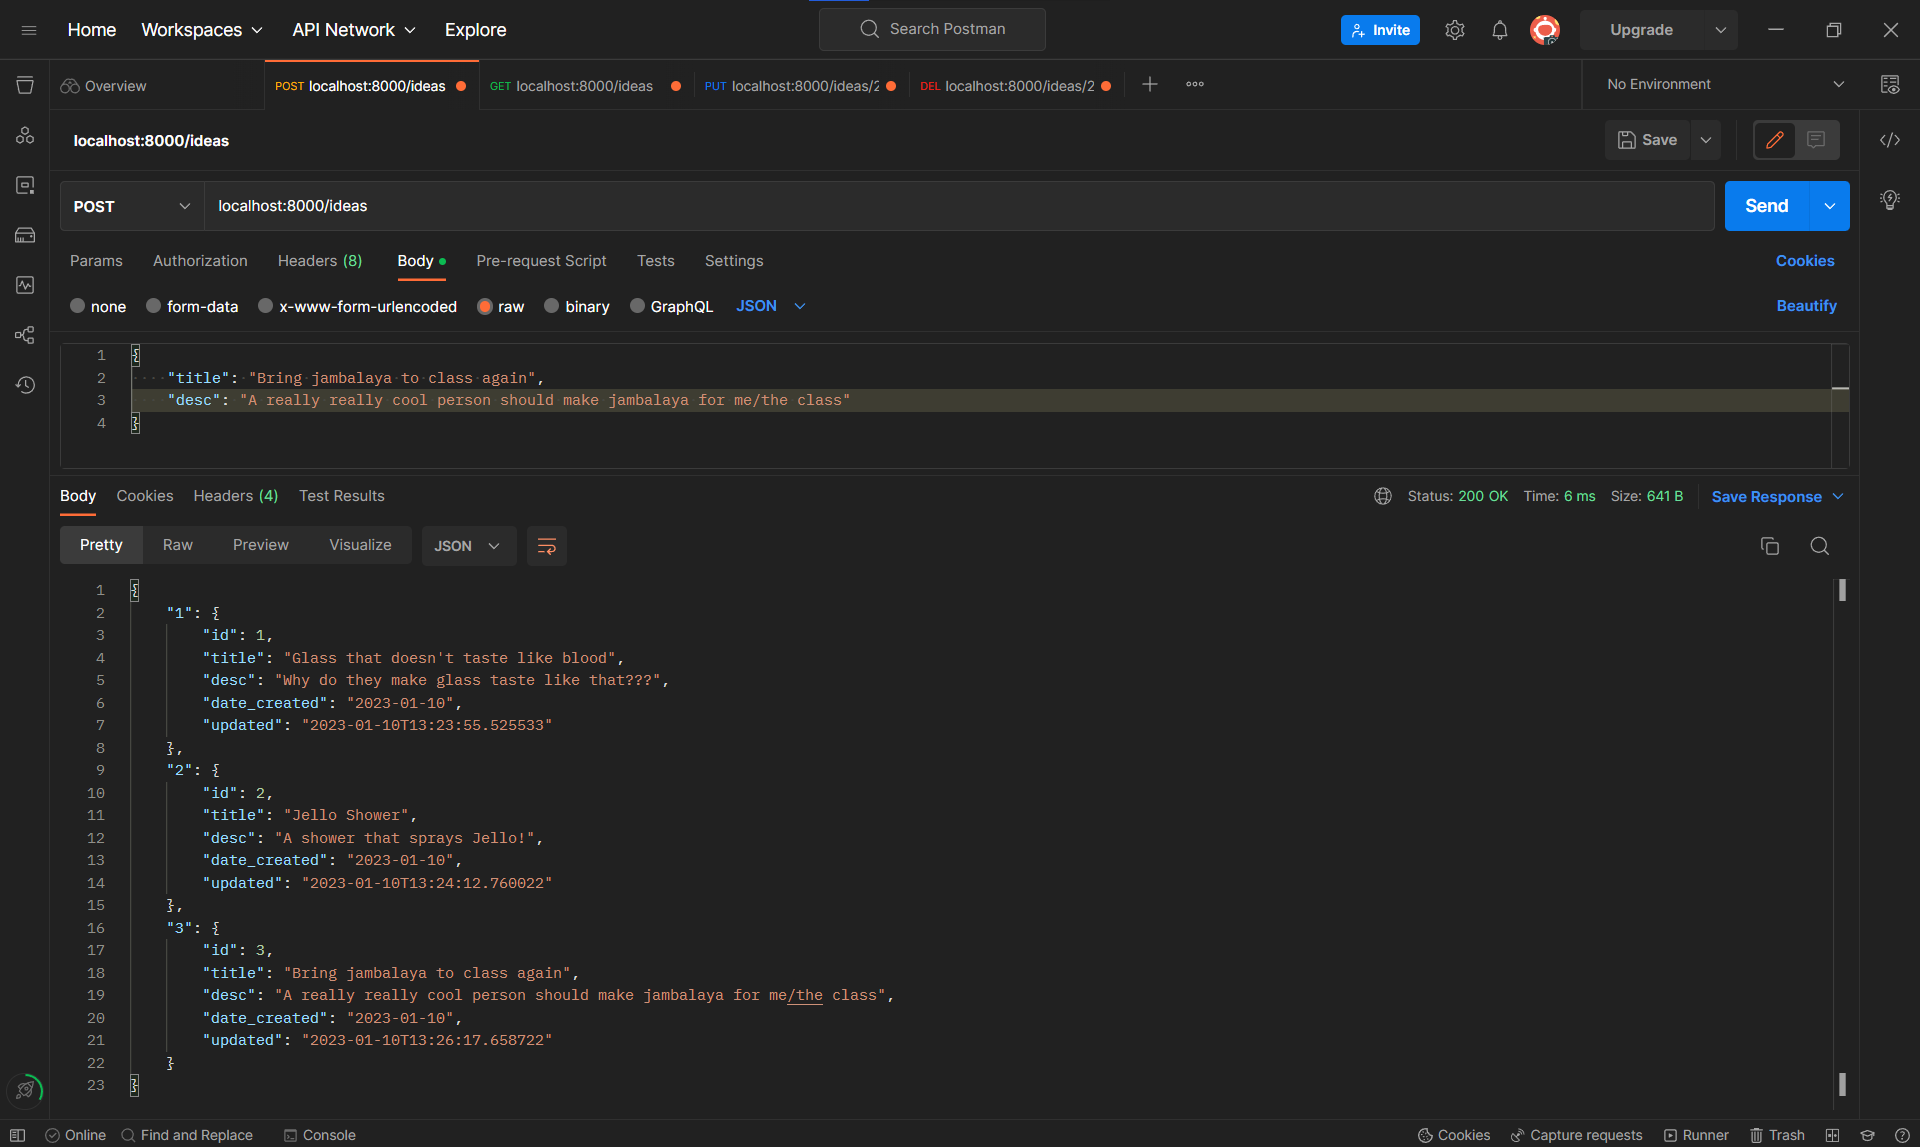 Home Workspaces API Network Explore Search Postman Invite Upgrade
Overview POST localhost:8000/ideas GET localhost:8000/ideas PUT localhost:8000/ideas/2 DEL localhost:8000/ideas/2 No Environment
localhost:8000/ideas Save
POST localhost:8000/ideas Send
Params Authorization Headers (8) Body Pre-request Script Tests Settings Cookies
none form-data x-www-form-urlencoded raw binary GraphQL JSON Beautify
1 {
2 "title": "Bring jambalaya to class again",
3 "desc": "A really really cool person should make jambalaya for me/the class"
4 }
Body Cookies Headers (4) Test Results Status: 200 OK Time: 6 ms Size: 641 B Save Response
Pretty Raw Preview Visualize JSON
1 {
2 "1": {
3 "id": 1,
4 "title": "Glass that doesn't taste like blood",
5 "desc": "Why do they make glass taste like that???",
6 "date_created": "2023-01-10",
7 "updated": "2023-01-10T13:23:55.525533"
8 },
9 "2": {
10 "id": 2,
11 "title": "Jello Shower",
12 "desc": "A shower that sprays Jello!",
13 "date_created": "2023-01-10",
14 "updated": "2023-01-10T13:24:12.760022"
15 },
16 "3": {
17 "id": 3,
18 "title": "Bring jambalaya to class again",
19 "desc": "A really really cool person should make jambalaya for me/the class",
20 "date_created": "2023-01-10",
21 "updated": "2023-01-10T13:26:17.658722"
22 }
23 }
Online Find and Replace Console Cookies Capture requests Runner Trash